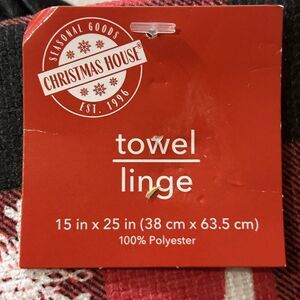 SEASONAL GOODS
CHRISTMAS HOUSE®
EST. 1996
towel
linge
15 in x 25 in (38 cm x 63.5 cm)
100% Polyester